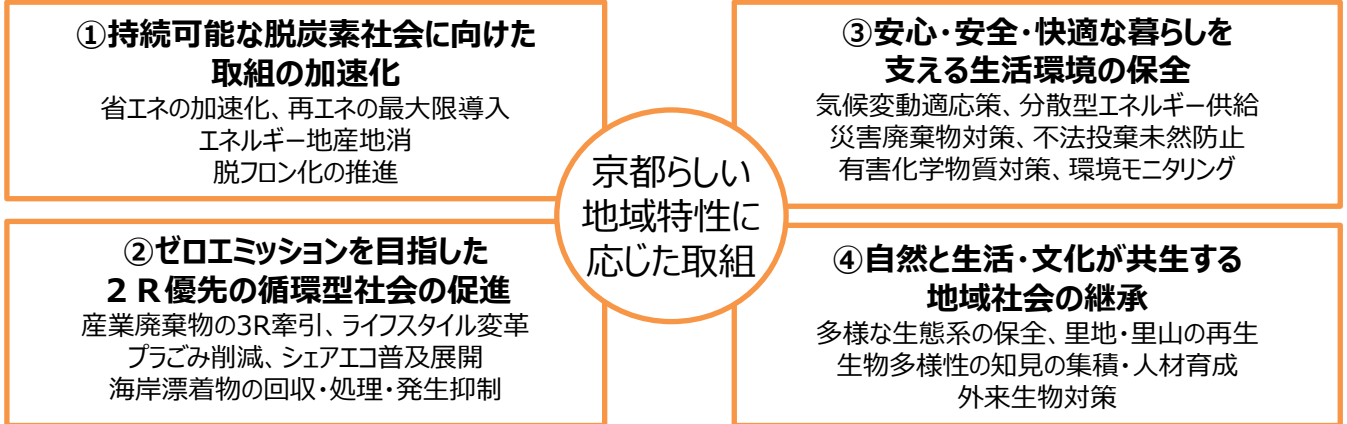 ①持続可能な脱炭素社会に向けた
取組の加速化
省エネの加速化、再エネの最大限導入
エネルギー地産地消
脱フロン化の推進
②ゼロエミッションを目指した
２Ｒ優先の循環型社会の促進
産業廃棄物の3R牽引、ライフスタイル変革
プラごみ削減、シェアエコ普及展開
海岸漂着物の回収・処理・発生抑制
京都らしい
地域特性に
応じた取組
③安心・安全・快適な暮らしを
支える生活環境の保全
気候変動適応策、分散型エネルギー供給
災害廃棄物対策、不法投棄未然防止
有害化学物質対策、環境モニタリング
④自然と生活・文化が共生する
地域社会の継承
多様な生態系の保全、里地・里山の再生
生物多様性の知見の集積・人材育成
外来生物対策